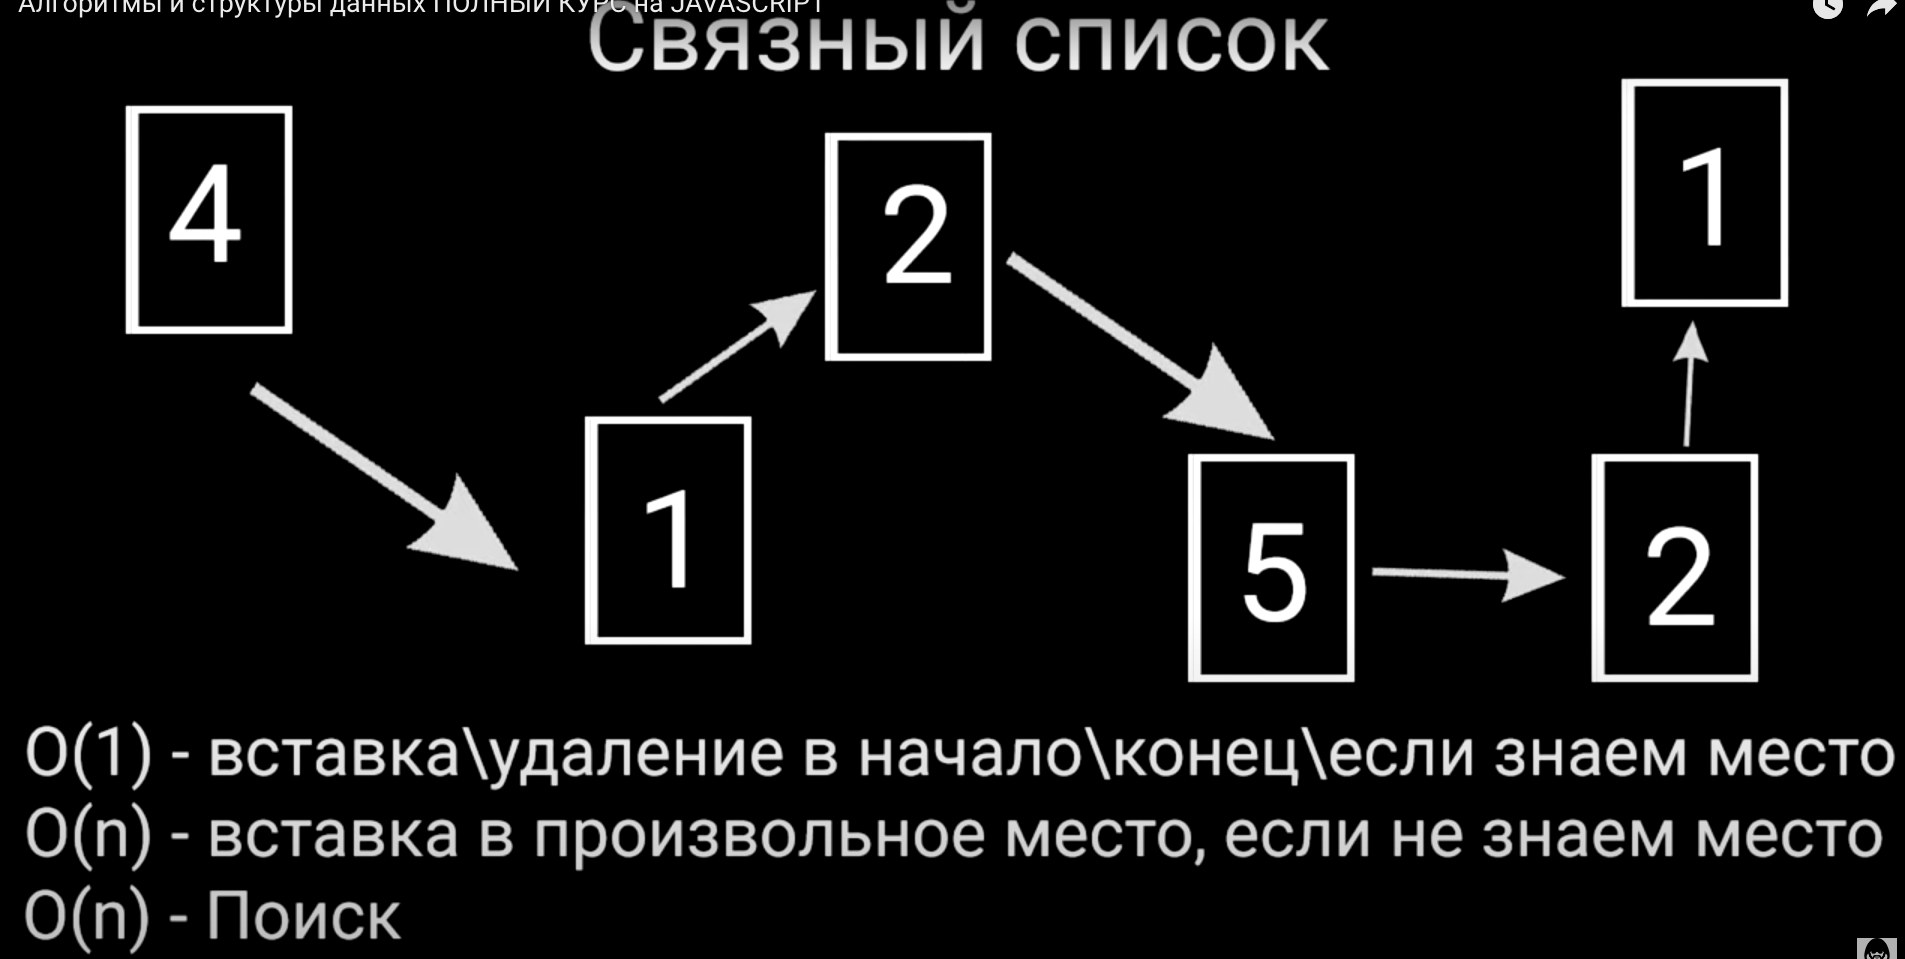 Алгоритмы и структуры данных ПОЛНЫЙ КУРС на JAVASCRIPT
Связный список
4
2
1
1
5
2
O(1) - вставка\удаление в начало\конец\если знаем место
O(n) - вставка в произвольное место, если не знаем место
O(n) - Поиск